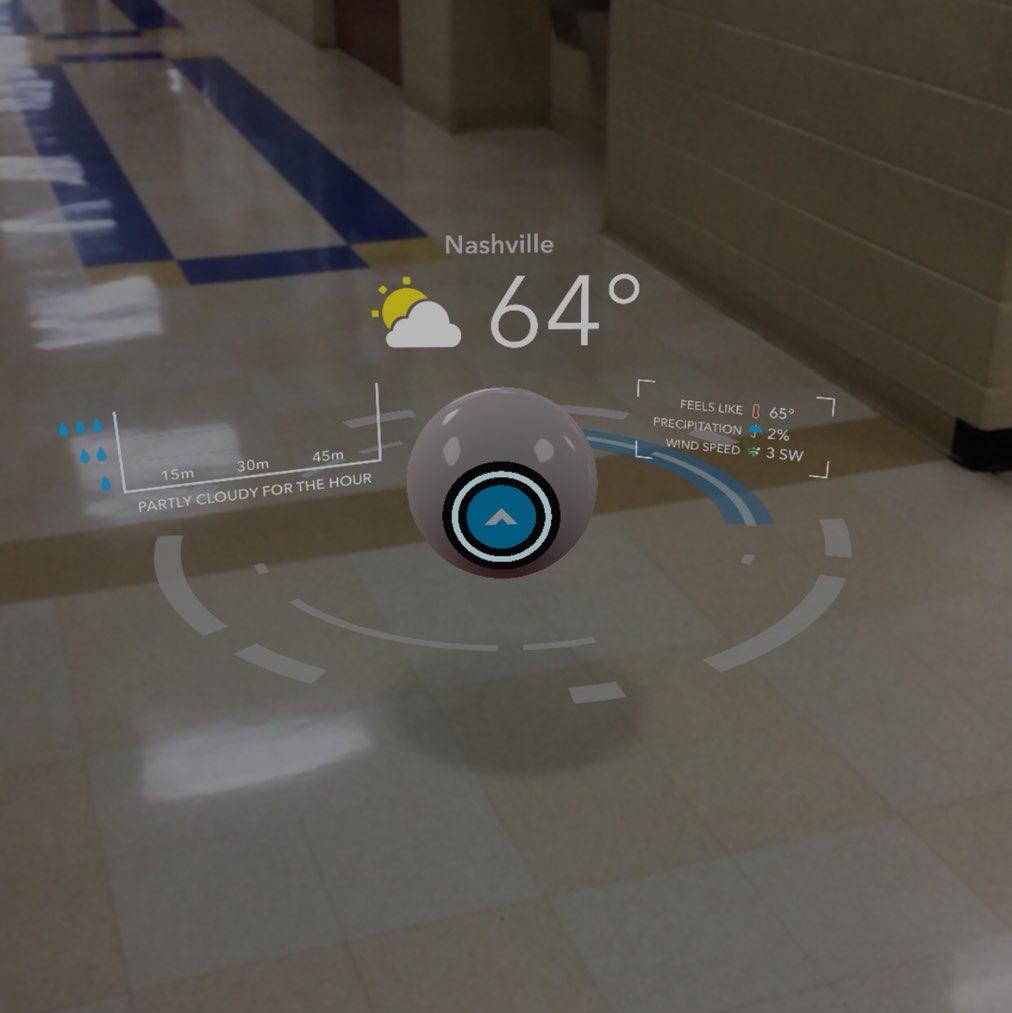 Nashville
64°
FEELS LIKE 65°
PRECIPITATION 2%
WIND SPEED 3 SW
15m 30m 45m
PARTLY CLOUDY FOR THE HOUR